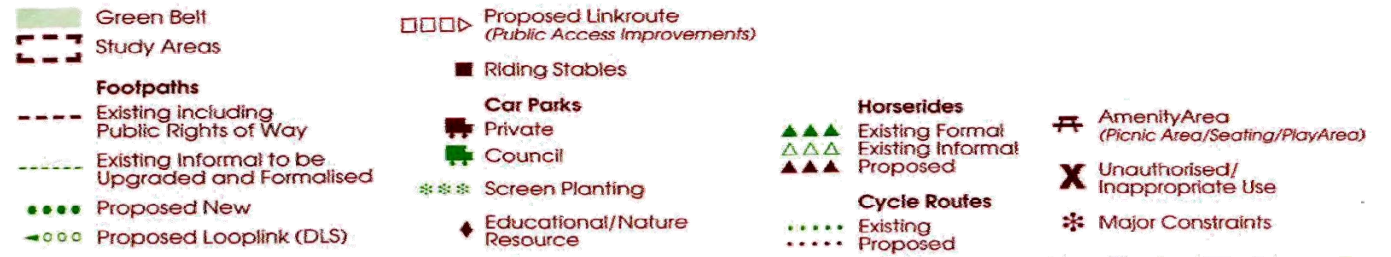 Green Belt
Study Areas
Footpaths
Existing including
Public Rights of Way
Existing Informal to be
Upgraded and Formalised
Proposed New
Proposed Looplink (DLS)
Proposed Linkroute
(Public Access Improvements)
Riding Stables
Car Parks
Private
Council
Screen Planting
Educational/Nature
Resource
Horserides
Existing Formal
Existing Informal
Proposed
Cycle Routes
Existing
Proposed
AmenityArea
(Picnic Area/Seating/PlayArea)
Unauthorised/
Inappropriate Use
Major Constraints